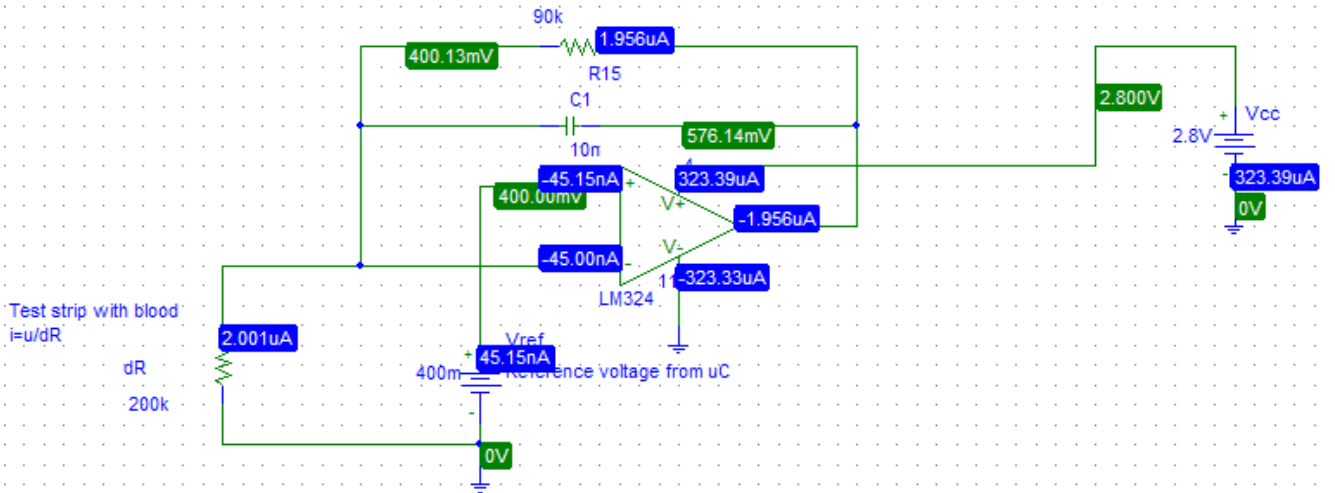 90k
1.956uA
400.13mV
R15
C1
2.800V
+ Vcc
576.14mV
2.8V
10n
-45.15nA
+
323.39uA
-
323.39uA
400.00mV
V+
0V
-1.956uA
V-
-45.00nA
-
11
-323.33uA
LM324
Test strip with blood
i=u/dR
2.001uA
Vref
+
45.15nA
dR
400m
Reference voltage from uC
200k
-
0V